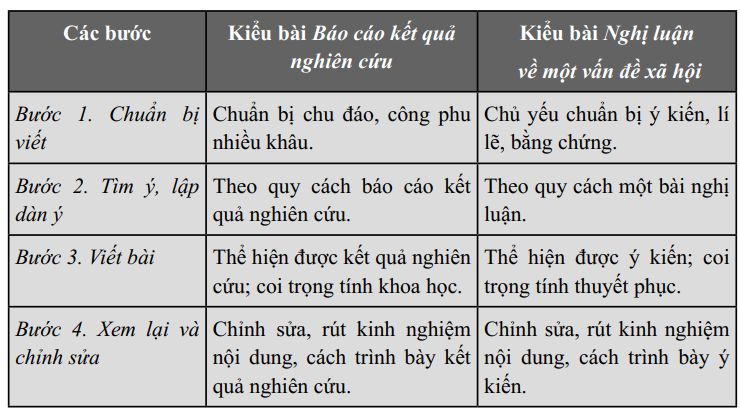 Các bước
Kiểu bài Báo cáo kết quả
nghiên cứu
Kiểu bài Nghị luận
về một vấn đề xã hội
Bước 1. Chuẩn bị
viết
Chuẩn bị chu đáo, công phu
nhiều khâu.
Chủ yếu chuẩn bị ý kiến, lí
lẽ, bằng chứng.
Bước 2. Tìm ý, lập
dàn ý
Theo quy cách báo cáo kết
quả nghiên cứu.
Theo quy cách một bài nghị
luận.
Bước 3. Viết bài
Thể hiện được kết quả nghiên
cứu; coi trọng tính khoa học.
Thể hiện được ý kiến; coi
trọng tính thuyết phục.
Bước 4. Xem lại và
chỉnh sửa
Chỉnh sửa, rút kinh nghiệm
nội dung, cách trình bày kết
quả nghiên cứu.
Chỉnh sửa, rút kinh nghiệm
nội dung, cách trình bày ý
kiến.